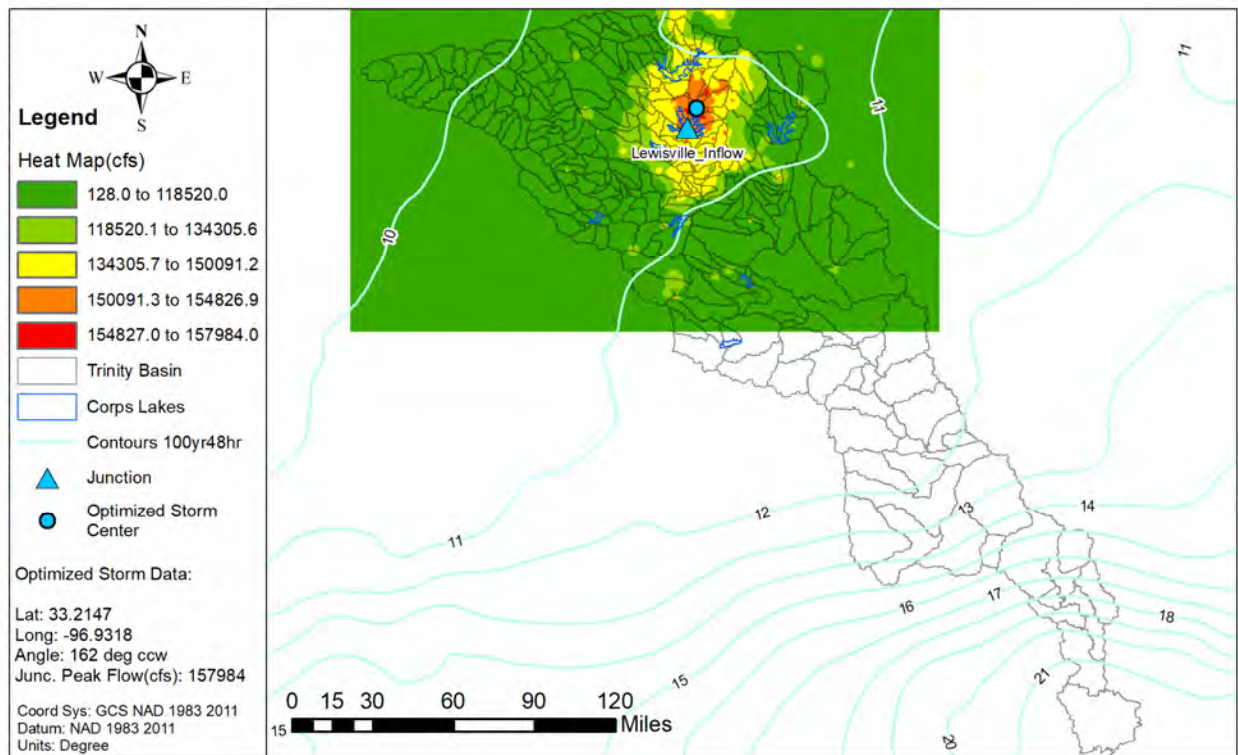 N
W
E
S
Legend
Heat Map(cfs)
128.0 to 118520.0
118520.1 to 134305.6
134305.7 to 150091.2
150091.3 to 154826.9
154827.0 to 157984.0
Trinity Basin
Corps Lakes
Contours 100yr48hr
Junction
Optimized Storm
Center
Optimized Storm Data:
Lat: 33.2147
Long: -96.9318
Angle: 162 deg ccw
Junc. Peak Flow(cfs): 157984
Coord Sys: GCS NAD 1983 2011
Datum: NAD 1983 2011
Units: Degree
11
11
Lewisville_Inflow
10
12
13
14
11
16
17
18
15
21
20
15
0 15 30 60 90 120
Miles